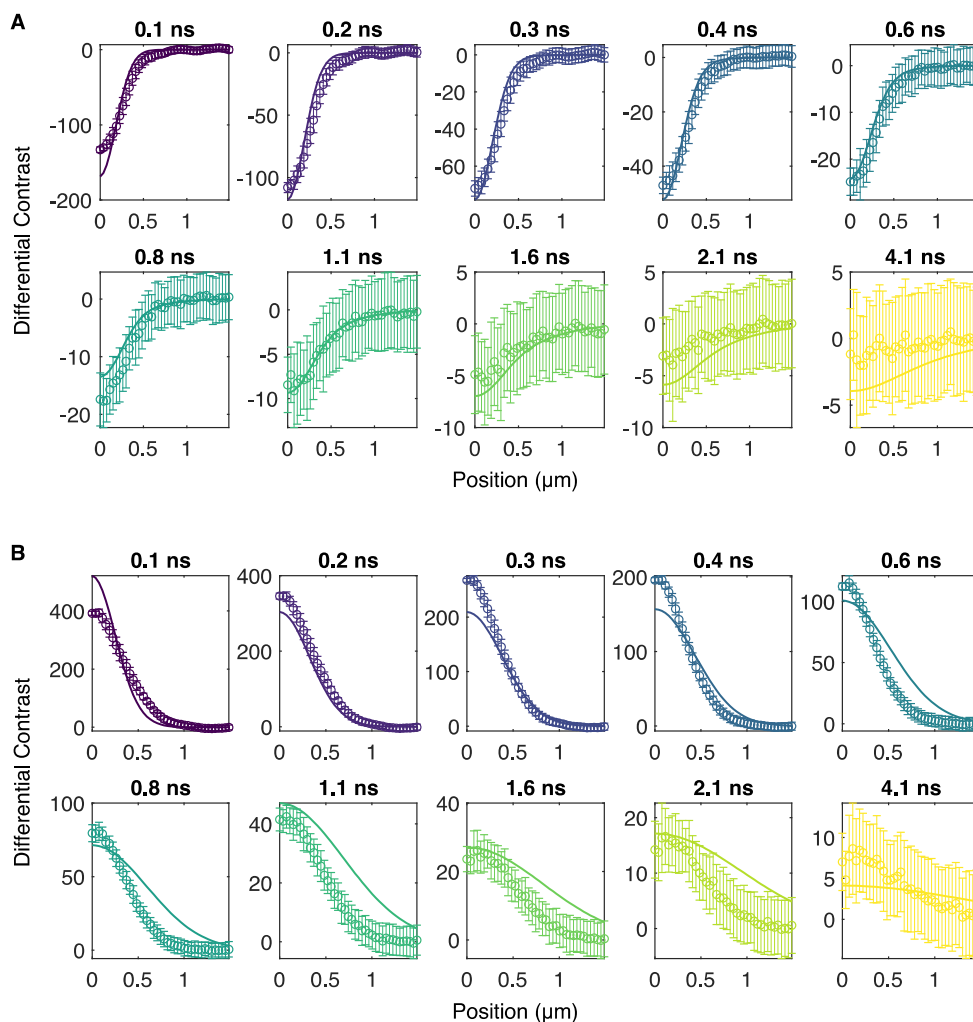 A
0.1 ns 0.2 ns 0.3 ns 0.4 ns 0.6 ns
0 0 0 0 0
-100 -50 -20 -20 -10
-200 -100 -40 -40 -20
-60
0 0.5 1 0 0.5 1 0 0.5 1 0 0.5 1 0 0.5 1
Differential Contrast
0.8 ns 1.1 ns 1.6 ns 2.1 ns 4.1 ns
0 0 5 5 5
-10 -5 0 0 0
-20 -10 -5 -5 -5
-10 -10
0 0.5 1 0 0.5 1 0 0.5 1 0 0.5 1 0 0.5 1
Position (µm)
B
0.1 ns 0.2 ns 0.3 ns 0.4 ns 0.6 ns
400 400 200 200 100
200 200 100 100 50
0 0 0 0 0
0 0.5 1 0 0.5 1 0 0.5 1 0 0.5 1 0 0.5 1
Differential Contrast
0.8 ns 1.1 ns 1.6 ns 2.1 ns 4.1 ns
100 40 40 20 10
50 20 20 10 5
0 0 0 0 0
0 0.5 1 0 0.5 1 0 0.5 1 0 0.5 1 0 0.5 1
Position (µm)